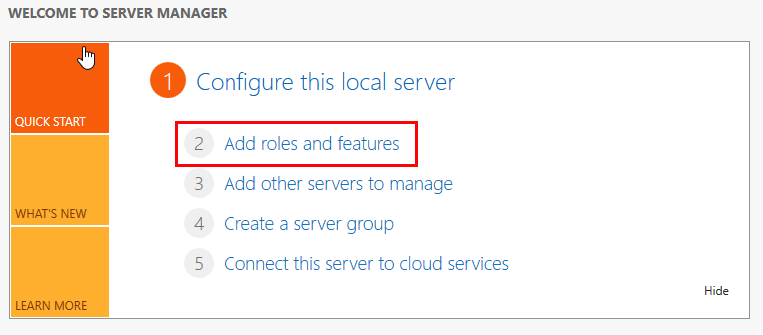 WELCOME TO SERVER MANAGER
QUICK START
WHAT'S NEW
LEARN MORE
1 Configure this local server
2 Add roles and features
3 Add other servers to manage
4 Create a server group
5 Connect this server to cloud services
Hide